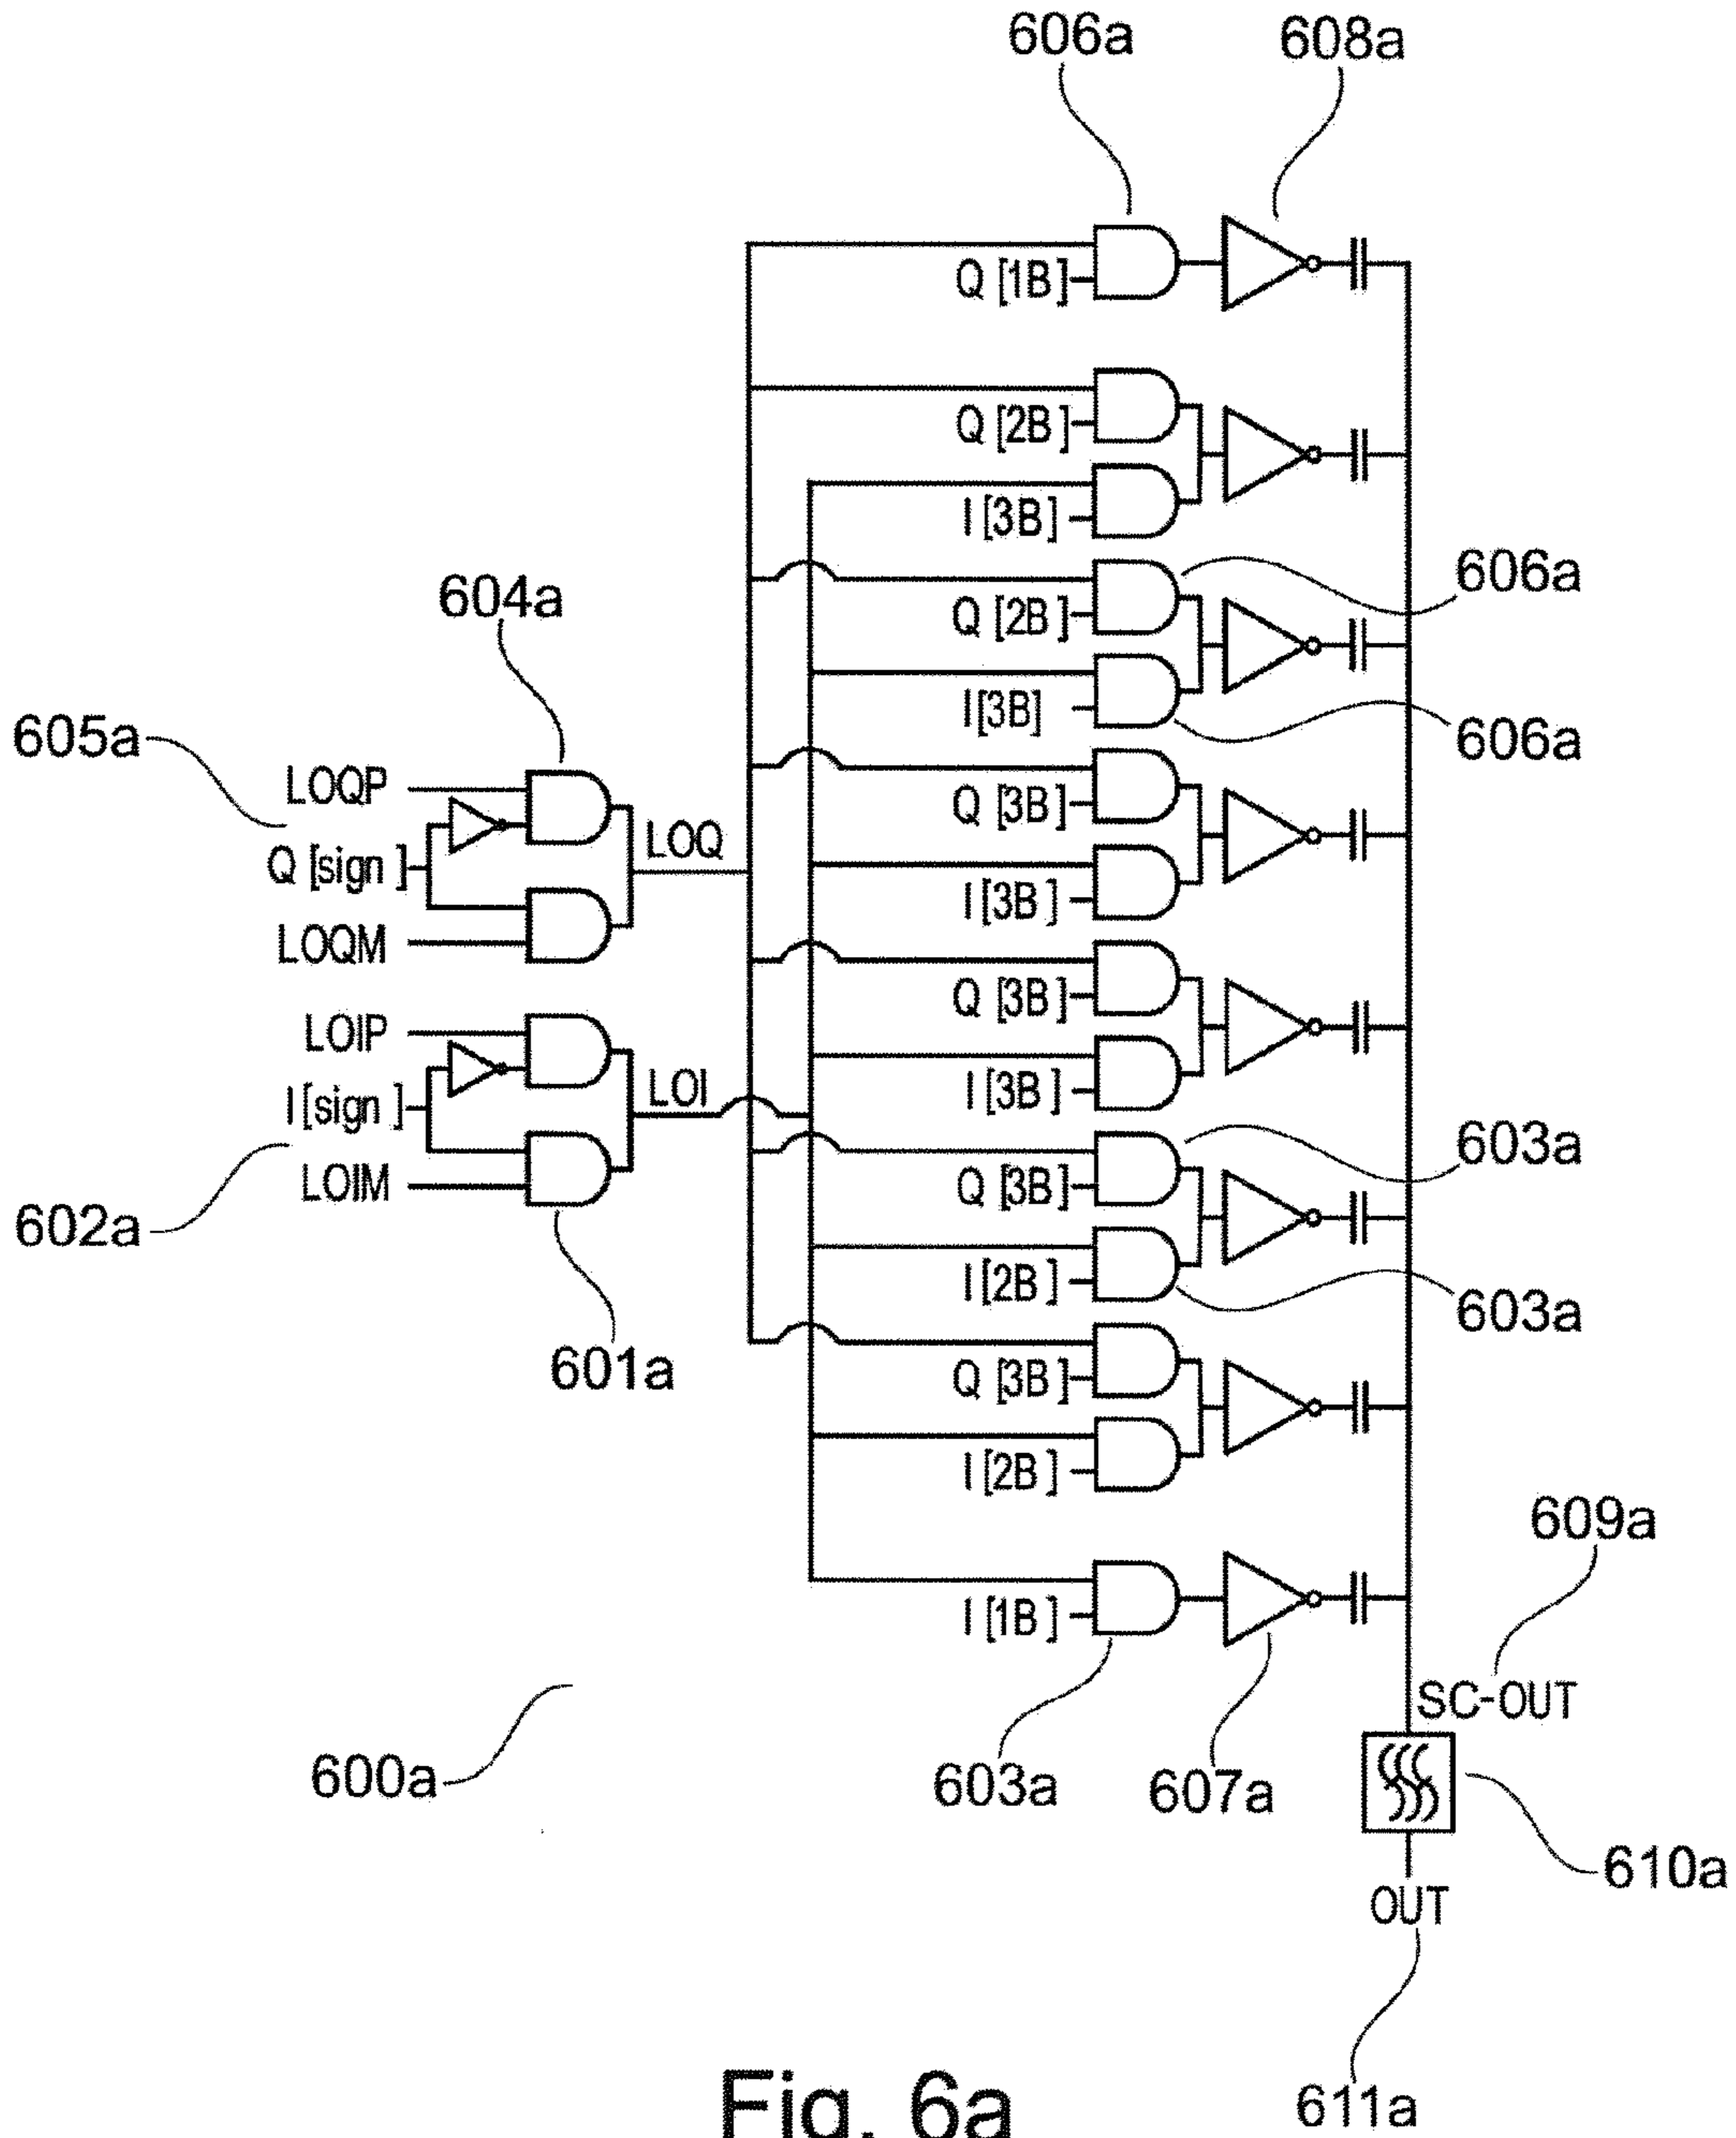 606a 608a
Q [1B]
Q [2B]
I [3B]
606a
604a
Q [2B]
I [3B]
606a
605a
LOQP
Q [3B]
LOQ
Q [sign ]
I [3B ]
LOQM
Q [3B ]
LOIP
I [3B ]
LOI
I [sign ]
603a
LOIM
Q [3B]
602a
I [2B ]
603a
601a
Q [3B ]
I [2B ]
609a
I [1B ]
SC-OUT
600a
603a 607a
610a
OUT
Fig. 6a
611a